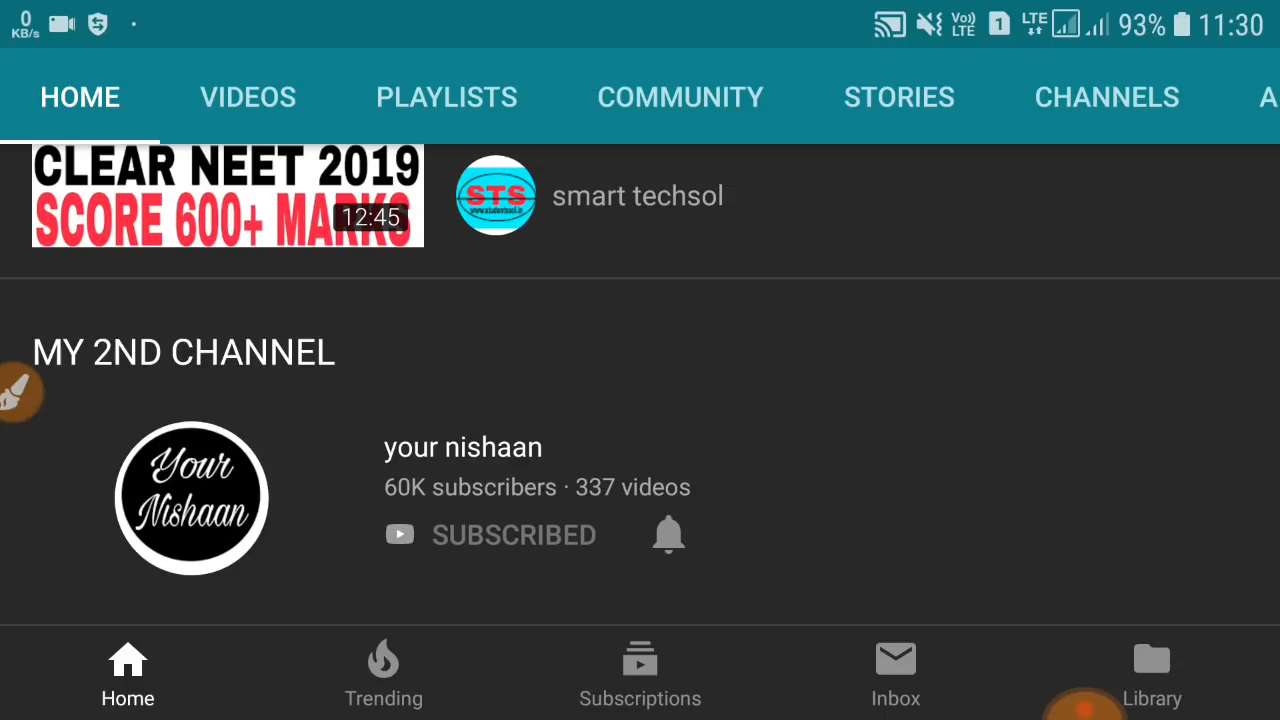 0
KB/s
Vo))
LTE
1
LTE
93%
11:30
HOME
VIDEOS
PLAYLISTS
COMMUNITY
STORIES
CHANNELS
A
CLEAR NEET 2019
SCORE 600+ MARKS
12:45
STS
smart techsol
MY 2ND CHANNEL
Your
Nishaan
your nishaan
60K subscribers · 337 videos
SUBSCRIBED
Home
Trending
Subscriptions
Inbox
Library